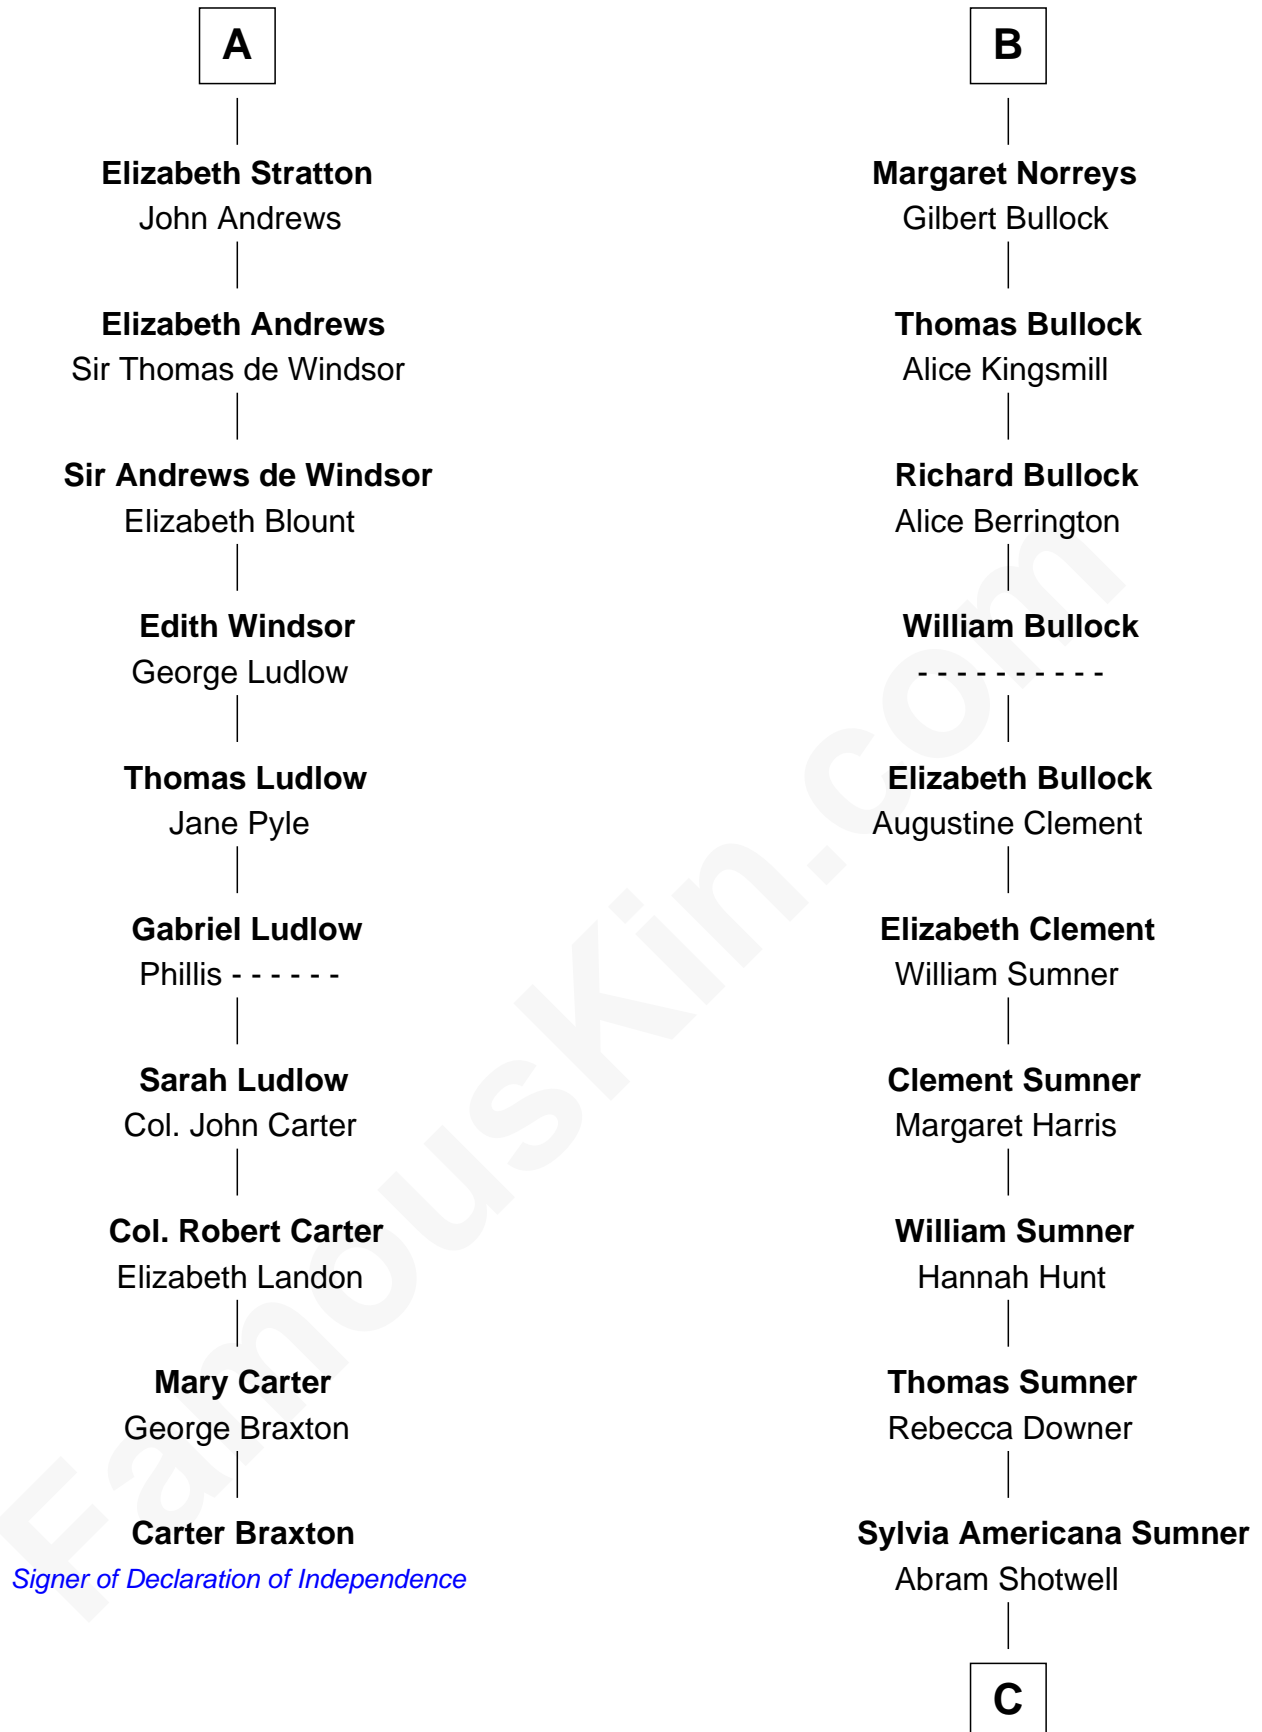 A
Elizabeth Stratton
John Andrews
Elizabeth Andrews
Sir Thomas de Windsor
Sir Andrews de Windsor
Elizabeth Blount
Edith Windsor
George Ludlow
Thomas Ludlow
Jane Pyle
Gabriel Ludlow
Phillis - - - - - -
Sarah Ludlow
Col. John Carter
Col. Robert Carter
Elizabeth Landon
Mary Carter
George Braxton
Carter Braxton
Signer of Declaration of Independence
B
Margaret Norreys
Gilbert Bullock
Thomas Bullock
Alice Kingsmill
Richard Bullock
Alice Berrington
William Bullock
- - - - - - - - - -
Elizabeth Bullock
Augustine Clement
Elizabeth Clement
William Sumner
Clement Sumner
Margaret Harris
William Sumner
Hannah Hunt
Thomas Sumner
Rebecca Downer
Sylvia Americana Sumner
Abram Shotwell
C
FamousKin.com